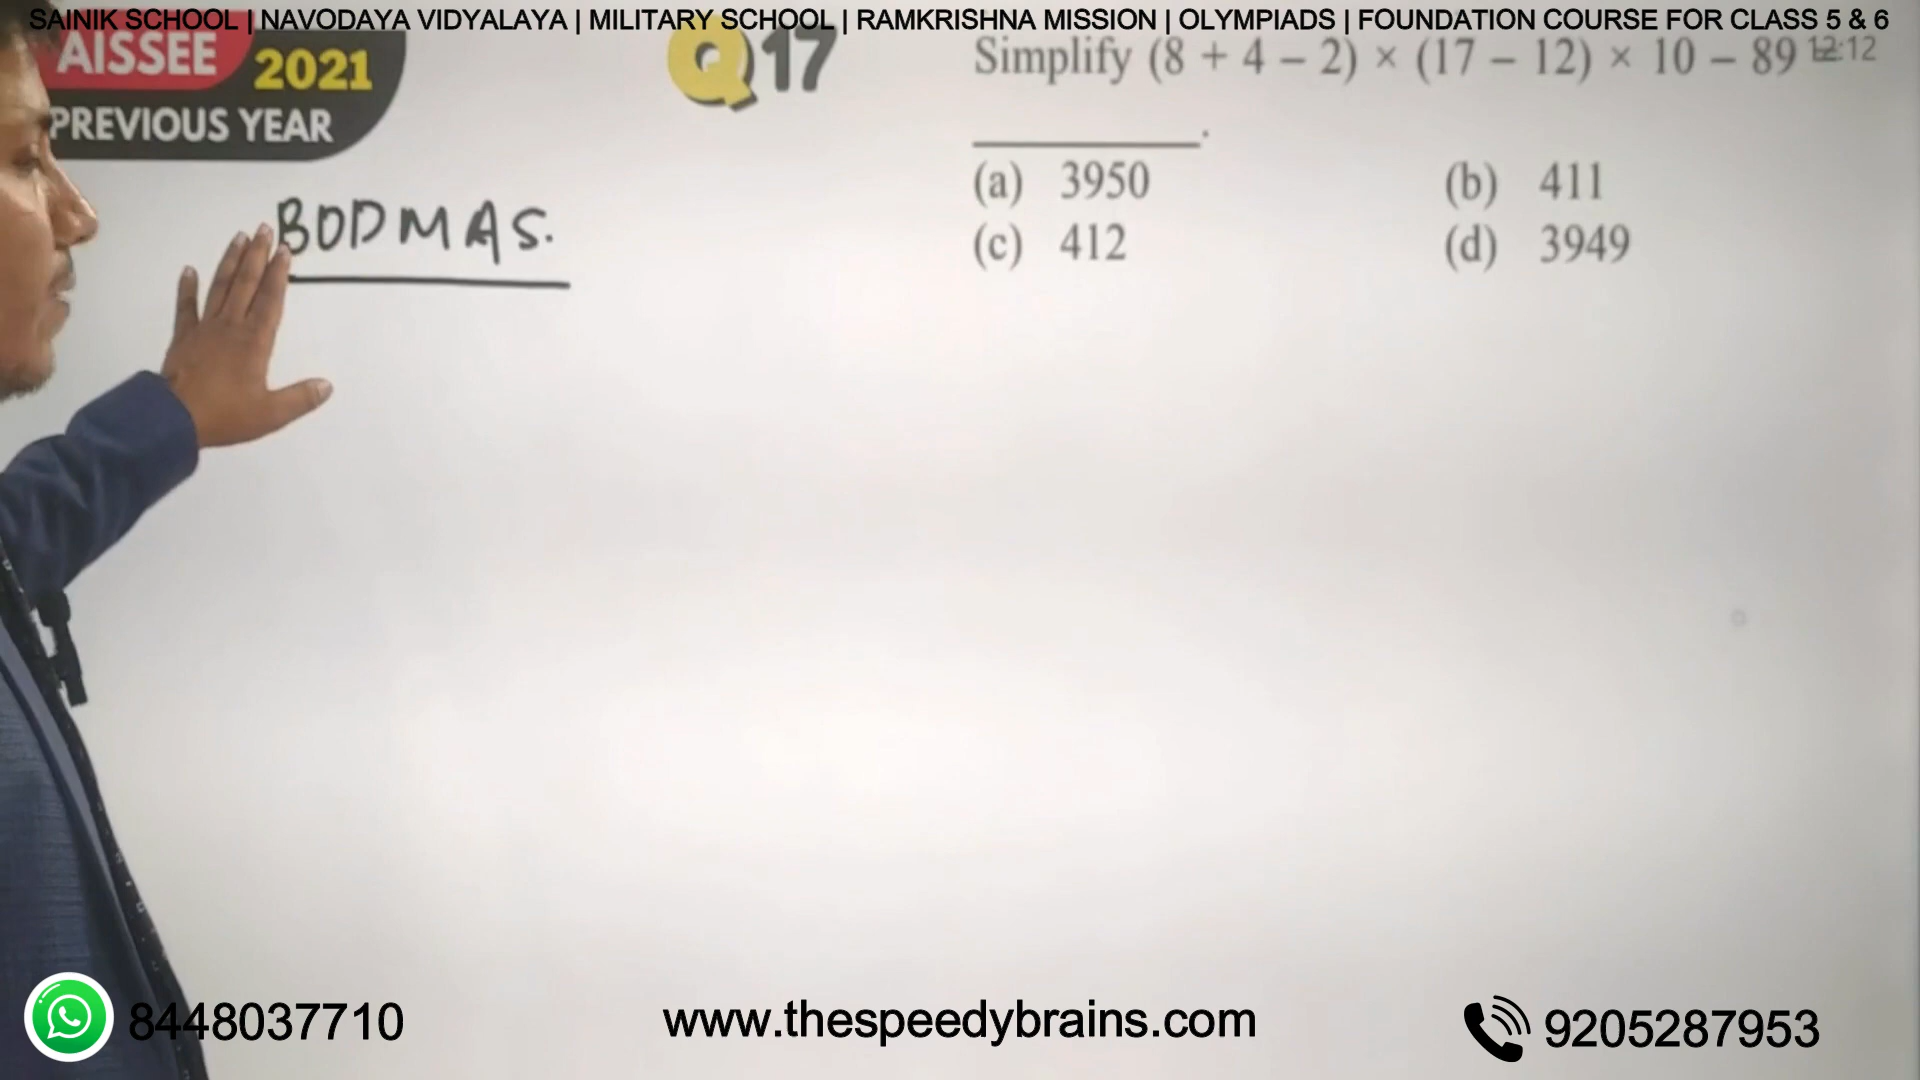 SAINIK SCHOOL | NAVODAYA VIDYALAYA | MILITARY SCHOOL | RAMKRISHNA MISSION | OLYMPIADS | FOUNDATION COURSE FOR CLASS 5 & 6
AISSEE 2021
PREVIOUS YEAR
Q 17
Simplify (8 + 4 – 2) × (17 – 12) × 10 – 89
12:12
(a) 3950 (b) 411
(c) 412 (d) 3949
BODMAS.
8448037710
www.thespeedybrains.com
9205287953